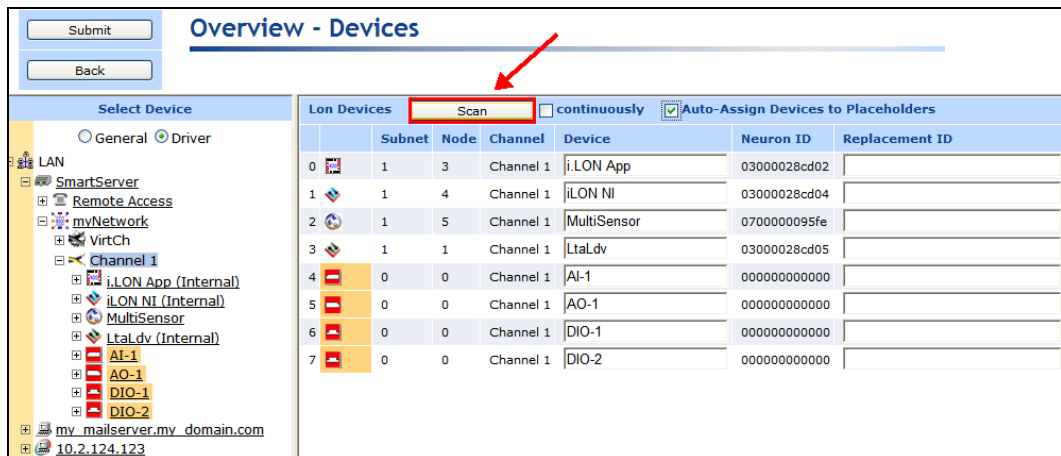 Submit
Overview - Devices
Back
Select Device
General Driver
LAN
SmartServer
Remote Access
myNetwork
VirtCh
Channel 1
i.LON App (Internal)
iLON NI (Internal)
MultiSensor
LtaLdv (Internal)
AI-1
AO-1
DIO-1
DIO-2
my_mailserver.my_domain.com
10.2.124.123
Lon Devices Scan continuously Auto-Assign Devices to Placeholders
Subnet Node Channel Device Neuron ID Replacement ID
0 1 3 Channel 1 i.LON App 03000028cd02
1 1 4 Channel 1 iLON NI 03000028cd04
2 1 5 Channel 1 MultiSensor 0700000095fe
3 1 1 Channel 1 LtaLdv 03000028cd05
4 0 0 Channel 1 AI-1 000000000000
5 0 0 Channel 1 AO-1 000000000000
6 0 0 Channel 1 DIO-1 000000000000
7 0 0 Channel 1 DIO-2 000000000000